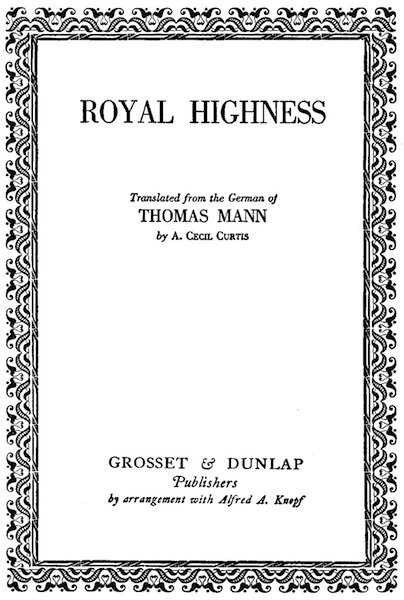 ROYAL HIGHNESS
Translated from the German of
THOMAS MANN
by A. CECIL CURTIS
GROSSET & DUNLAP
Publishers
by arrangement with Alfred A. Knopf